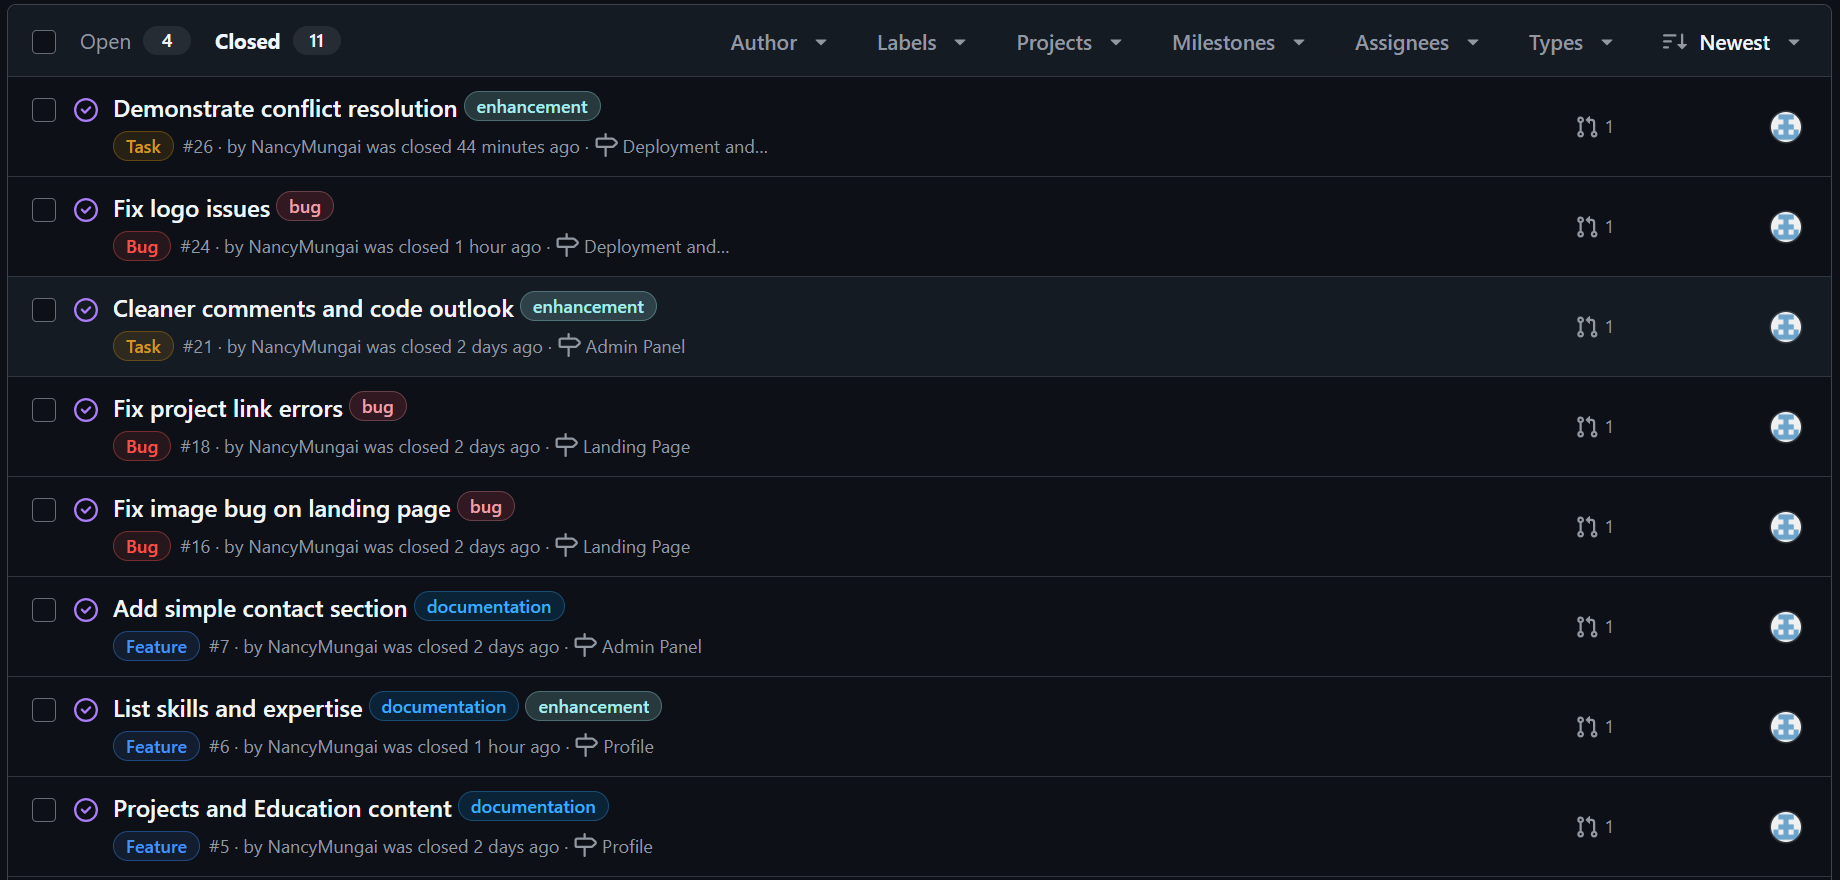 Open 4 Closed 11 Author Labels Projects Milestones Assignees Types Newest
Demonstrate conflict resolution enhancement
Task #26 · by NancyMungai was closed 44 minutes ago · Deployment and...
1
Fix logo issues bug
Bug #24 · by NancyMungai was closed 1 hour ago · Deployment and...
1
Cleaner comments and code outlook enhancement
Task #21 · by NancyMungai was closed 2 days ago · Admin Panel
1
Fix project link errors bug
Bug #18 · by NancyMungai was closed 2 days ago · Landing Page
1
Fix image bug on landing page bug
Bug #16 · by NancyMungai was closed 2 days ago · Landing Page
1
Add simple contact section documentation
Feature #7 · by NancyMungai was closed 2 days ago · Admin Panel
1
List skills and expertise documentation enhancement
Feature #6 · by NancyMungai was closed 1 hour ago · Profile
1
Projects and Education content documentation
Feature #5 · by NancyMungai was closed 2 days ago · Profile
1